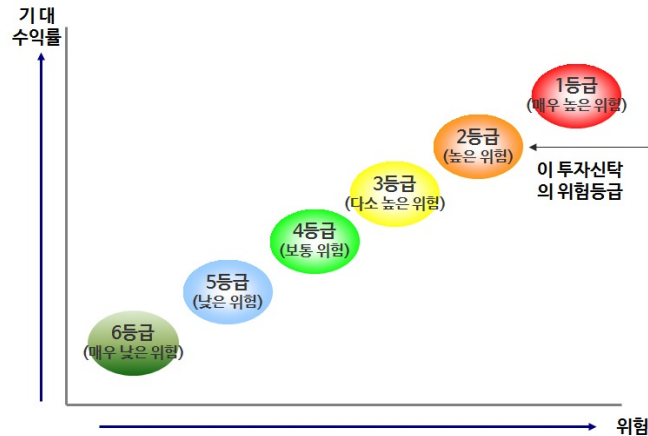 기 대
수익률
1등급
(매우 높은 위험)
2등급
(높은 위험)
이 투자신탁
의 위험등급
3등급
(다소 높은 위험)
4등급
(보통 위험)
5등급
(낮은 위험)
6등급
(매우 낮은 위험)
위험